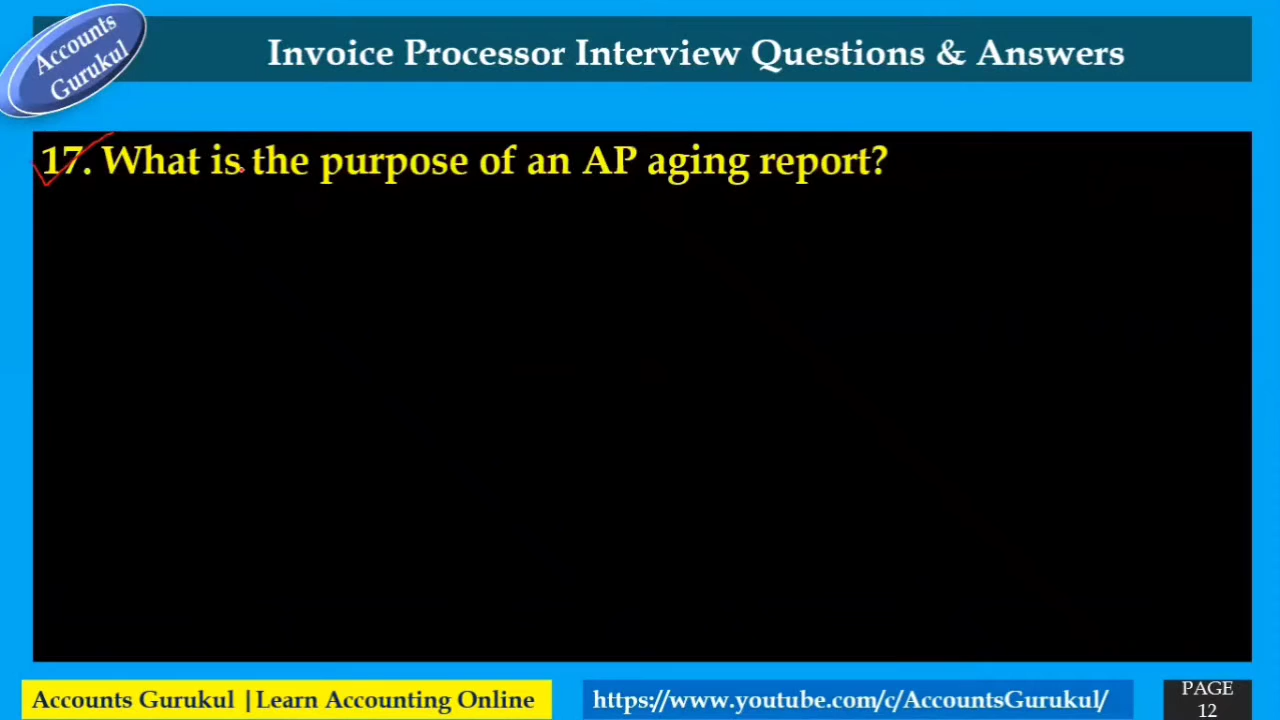 Accounts
Gurukul
Invoice Processor Interview Questions & Answers
17. What is the purpose of an AP aging report?
Accounts Gurukul |Learn Accounting Online
https://www.youtube.com/c/AccountsGurukul/
PAGE
12